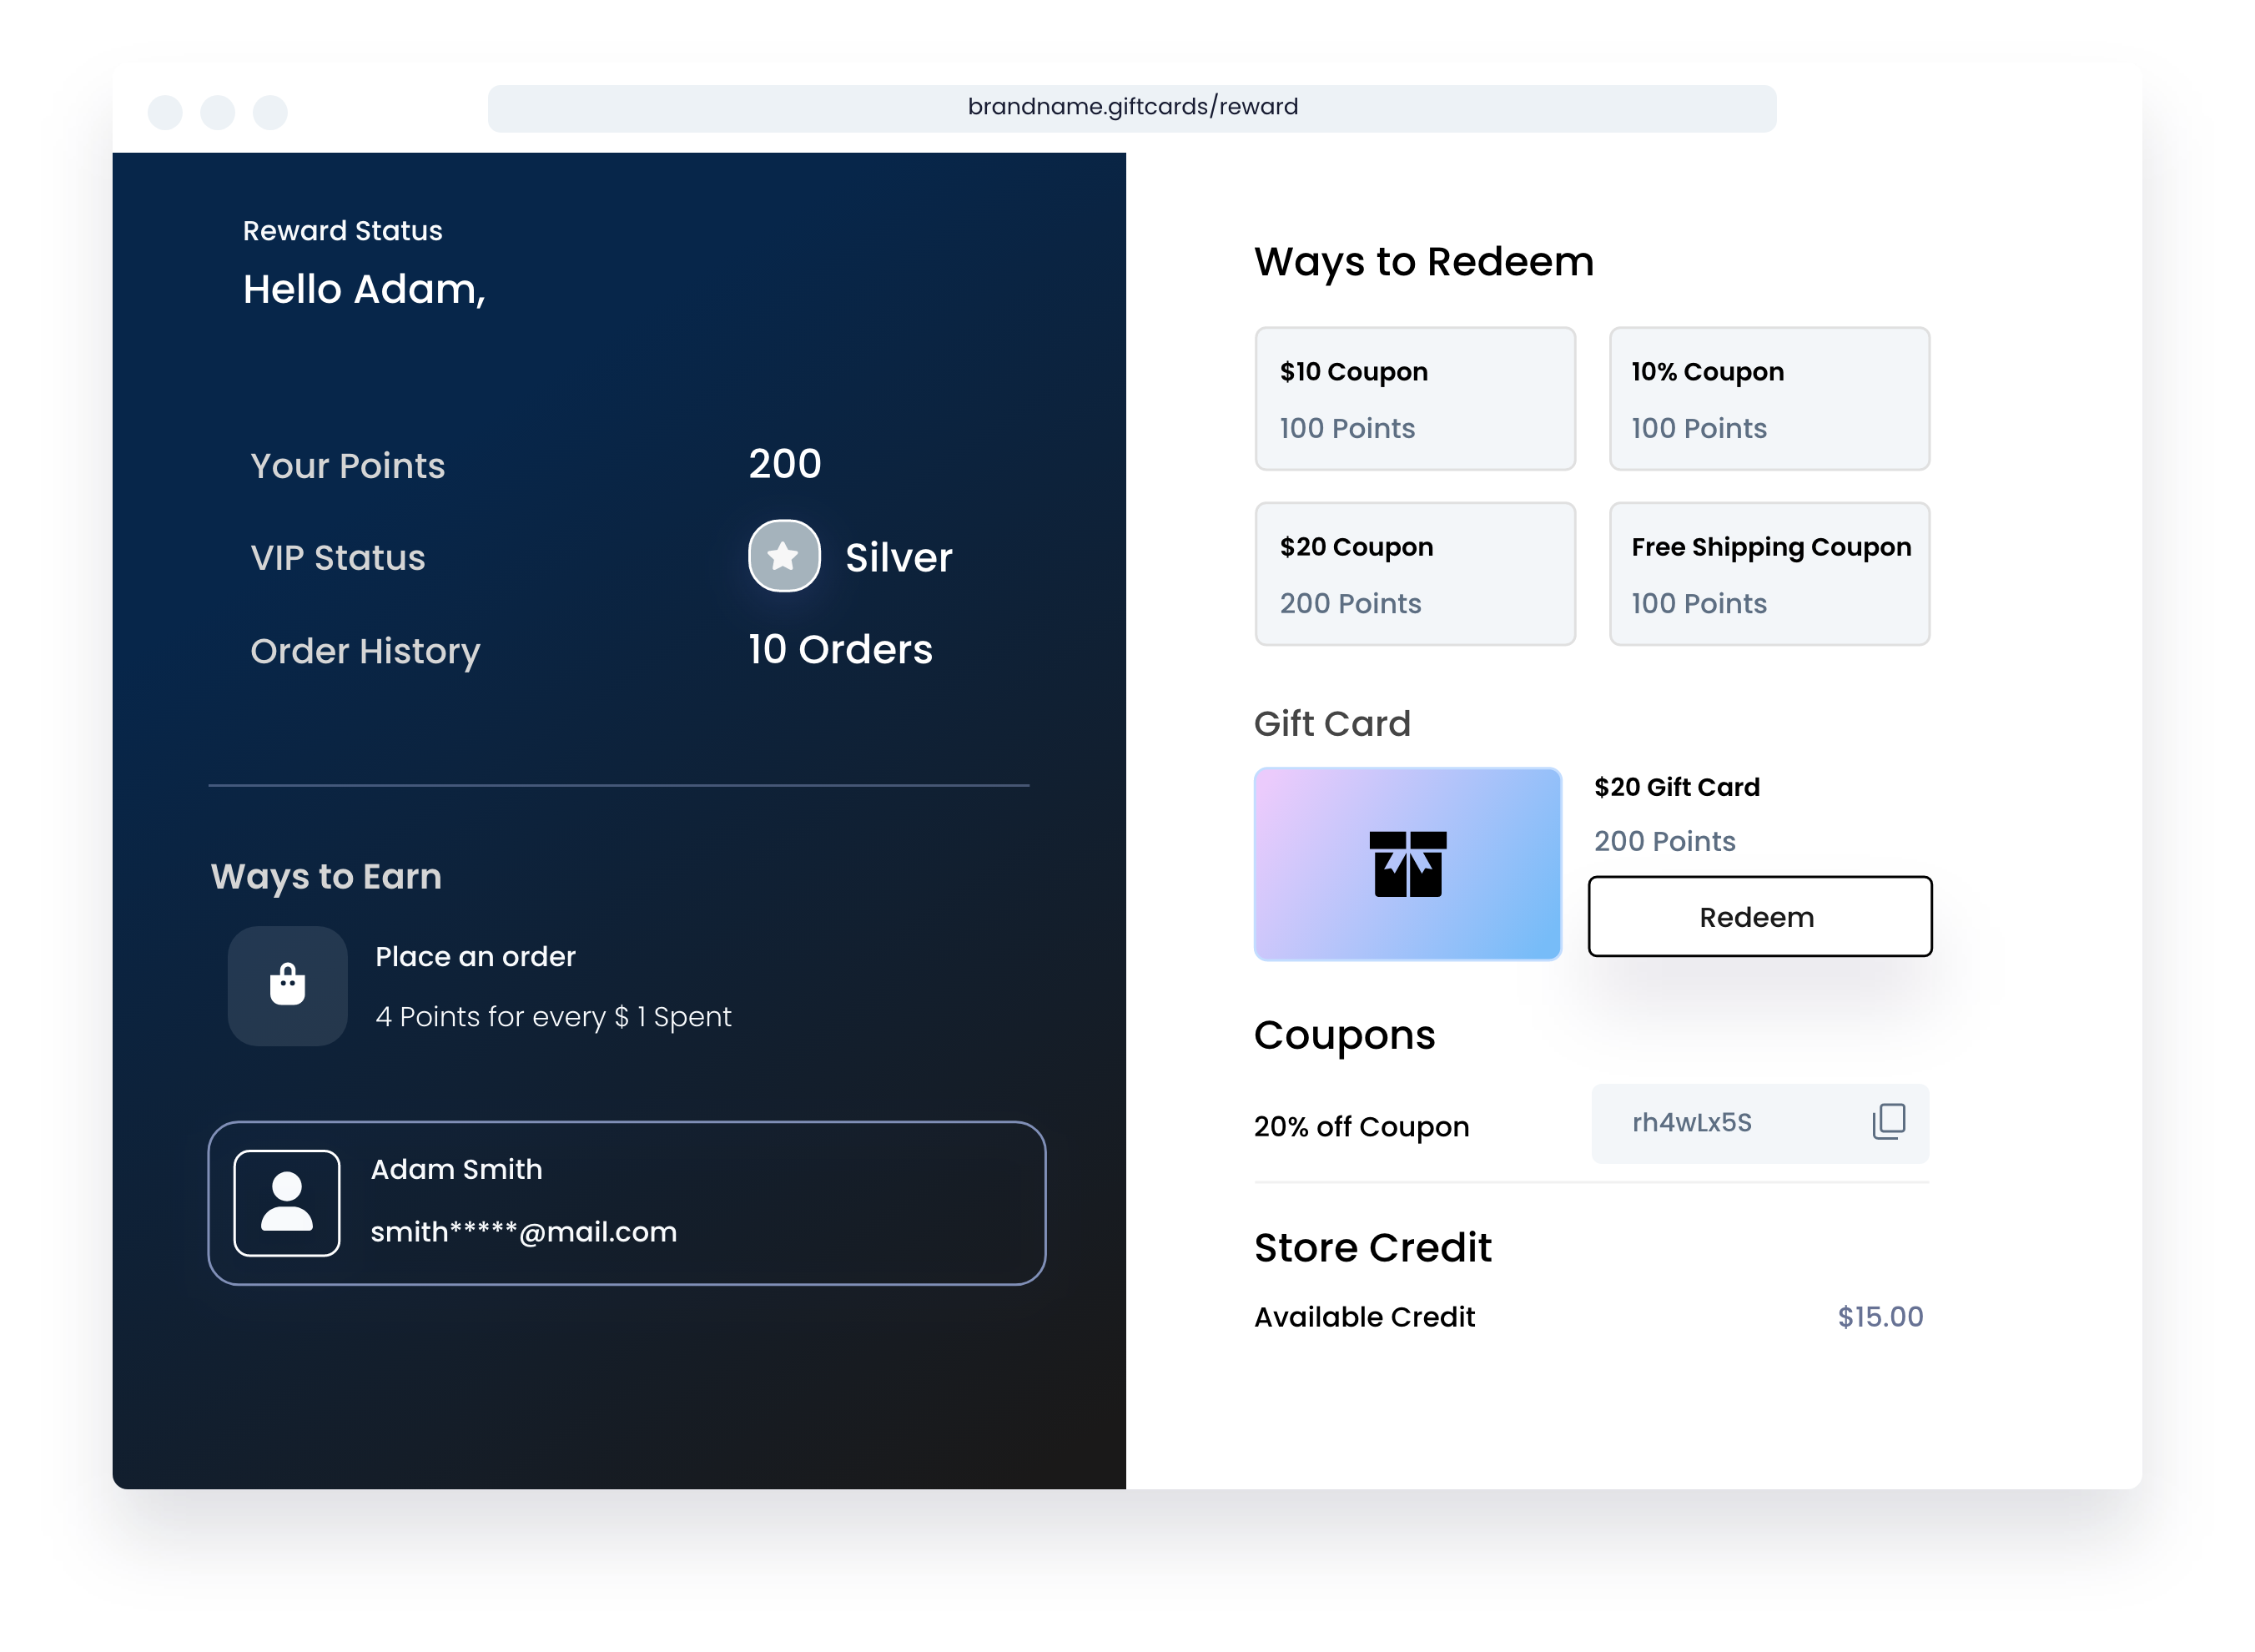 brandname.giftcards/reward
Reward Status
Hello Adam,
Your Points
200
VIP Status
Silver
Order History
10 Orders
Ways to Earn
Place an order
4 Points for every $ 1 Spent
Adam Smith
smith*****@mail.com
Ways to Redeem
$10 Coupon
100 Points
10% Coupon
100 Points
$20 Coupon
200 Points
Free Shipping Coupon
100 Points
Gift Card
$20 Gift Card
200 Points
Redeem
Coupons
20% off Coupon
rh4wLx5S
Store Credit
Available Credit
$15.00